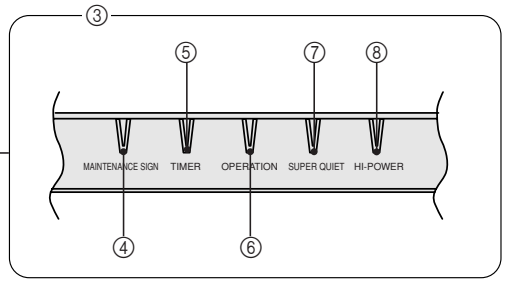 ③
⑤ ⑦ ⑧
MAINTENANCE SIGN TIMER OPERATION SUPER QUIET HI-POWER
④ ⑥